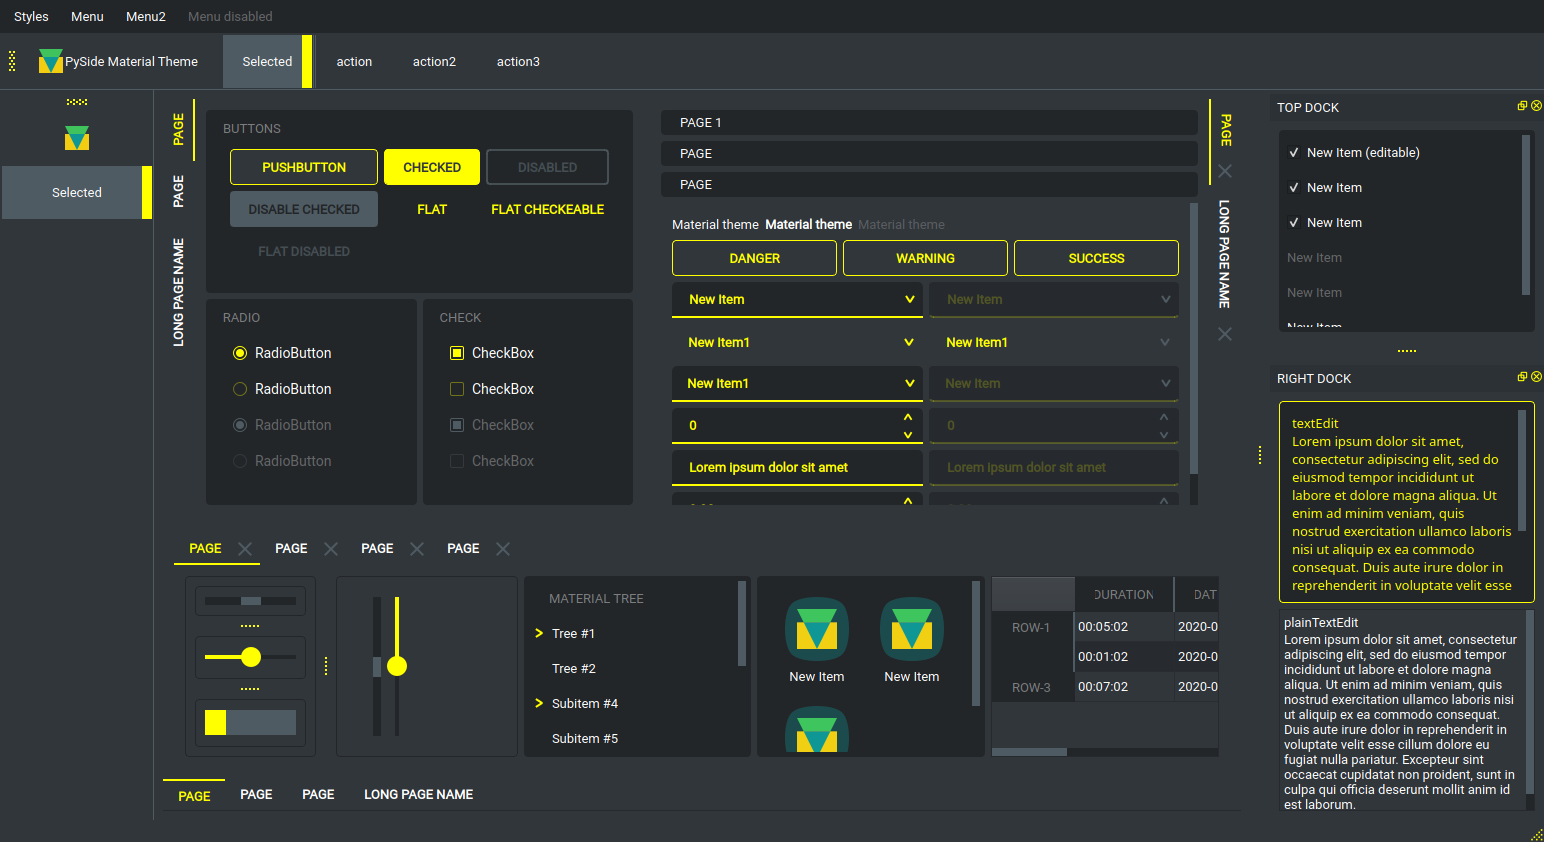 Styles Menu Menu2 Menu disabled
PySide Material Theme Selected action action2 action3
Selected
PAGE
PAGE
LONG PAGE NAME
BUTTONS
PUSHBUTTON CHECKED DISABLED
DISABLE CHECKED FLAT FLAT CHECKEABLE
FLAT DISABLED
RADIO
RadioButton
RadioButton
RadioButton
RadioButton
CHECK
CheckBox
CheckBox
CheckBox
CheckBox
PAGE 1
PAGE
PAGE
Material theme Material theme Material theme
DANGER WARNING SUCCESS
New Item New Item
New Item1 New Item1
New Item1 New Item
0 0
Lorem ipsum dolor sit amet Lorem ipsum dolor sit amet
PAGE
LONG PAGE NAME
TOP DOCK
New Item (editable)
New Item
New Item
New Item
New Item
New Item
RIGHT DOCK
textEdit
Lorem ipsum dolor sit amet,
consectetur adipiscing elit, sed do
eiusmod tempor incididunt ut
labore et dolore magna aliqua. Ut
enim ad minim veniam, quis
nostrud exercitation ullamco laboris
nisi ut aliquip ex ea commodo
consequat. Duis aute irure dolor in
reprehenderit in voluptate velit esse
plainTextEdit
Lorem ipsum dolor sit amet, consectetur
adipiscing elit, sed do eiusmod tempor
incididunt ut labore et dolore magna
aliqua. Ut enim ad minim veniam, quis
nostrud exercitation ullamco laboris nisi
ut aliquip ex ea commodo consequat.
Duis aute irure dolor in reprehenderit in
voluptate velit esse cillum dolore eu
fugiat nulla pariatur. Excepteur sint
occaecat cupidatat non proident, sunt in
culpa qui officia deserunt mollit anim id
est laborum.
PAGE PAGE PAGE PAGE
MATERIAL TREE
Tree #1
Tree #2
Subitem #4
Subitem #5
New Item New Item
DURATION DAT
ROW-1 00:05:02 2020-0
00:01:02 2020-0
ROW-3 00:07:02 2020-0
PAGE PAGE PAGE LONG PAGE NAME